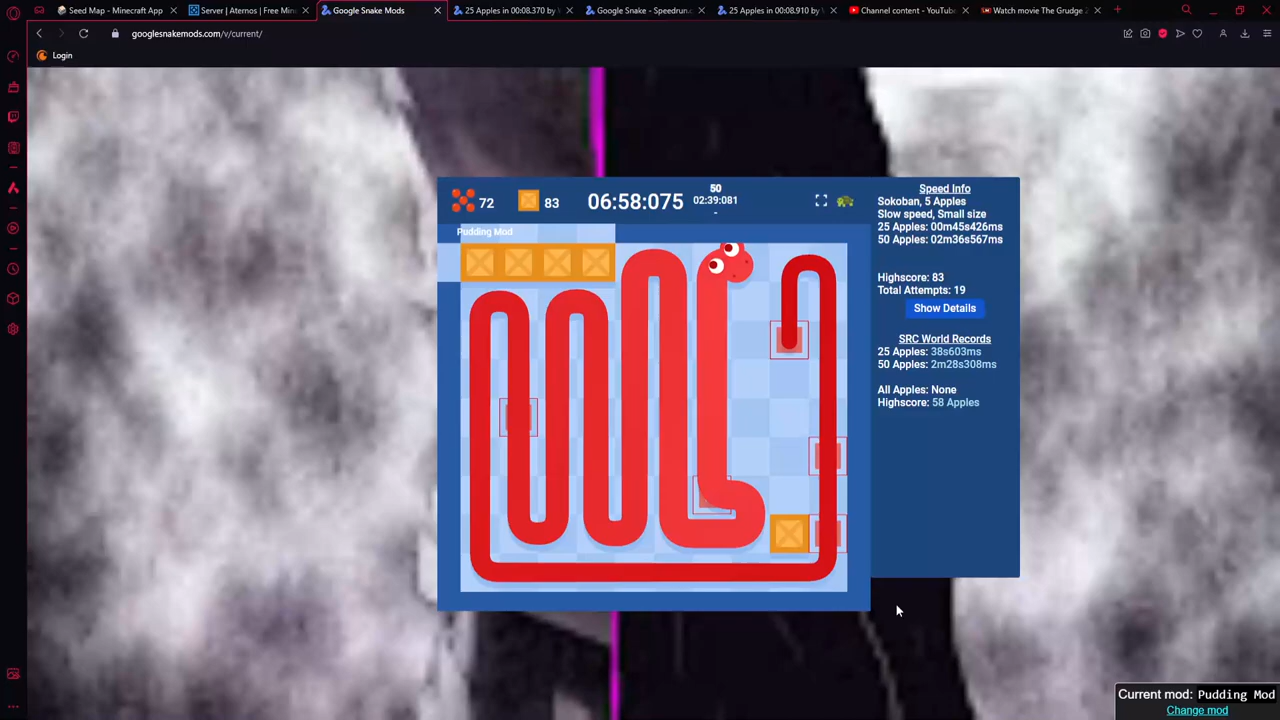 Seed Map - Minecraft App
Server | Aternos | Free Min
Google Snake Mods
25 Apples in 00:08.370 by
Google Snake - Speedrun.c
25 Apples in 00:08.910 by
Channel content - YouTub
Watch movie The Grudge
googlesnakemods.com/v/current/
Login
72
83
06:58:075
50
02:39:081
-
Pudding Mod
Speed Info
Sokoban, 5 Apples
Slow speed, Small size
25 Apples: 00m45s426ms
50 Apples: 02m36s567ms
Highscore: 83
Total Attempts: 19
Show Details
SRC World Records
25 Apples: 38s603ms
50 Apples: 2m28s308ms
All Apples: None
Highscore: 58 Apples
Current mod: Pudding Mod
Change mod